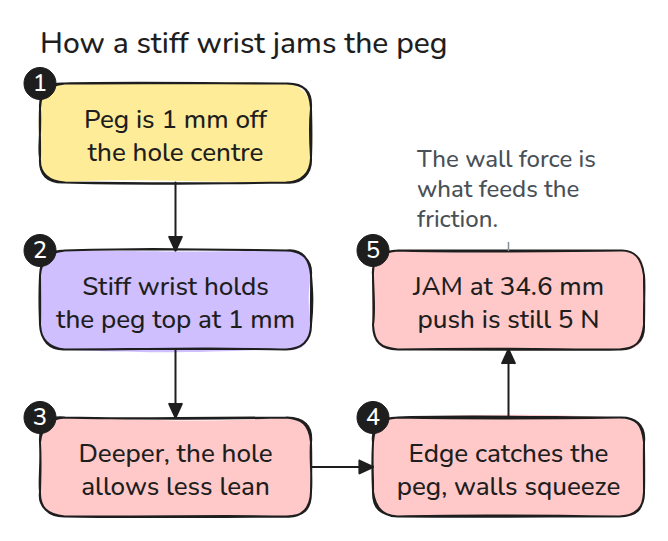 How a stiff wrist jams the peg
1
Peg is 1 mm off
the hole centre
2
Stiff wrist holds
the peg top at 1 mm
3
Deeper, the hole
allows less lean
4
Edge catches the
peg, walls squeeze
5
JAM at 34.6 mm
push is still 5 N
The wall force is
what feeds the
friction.